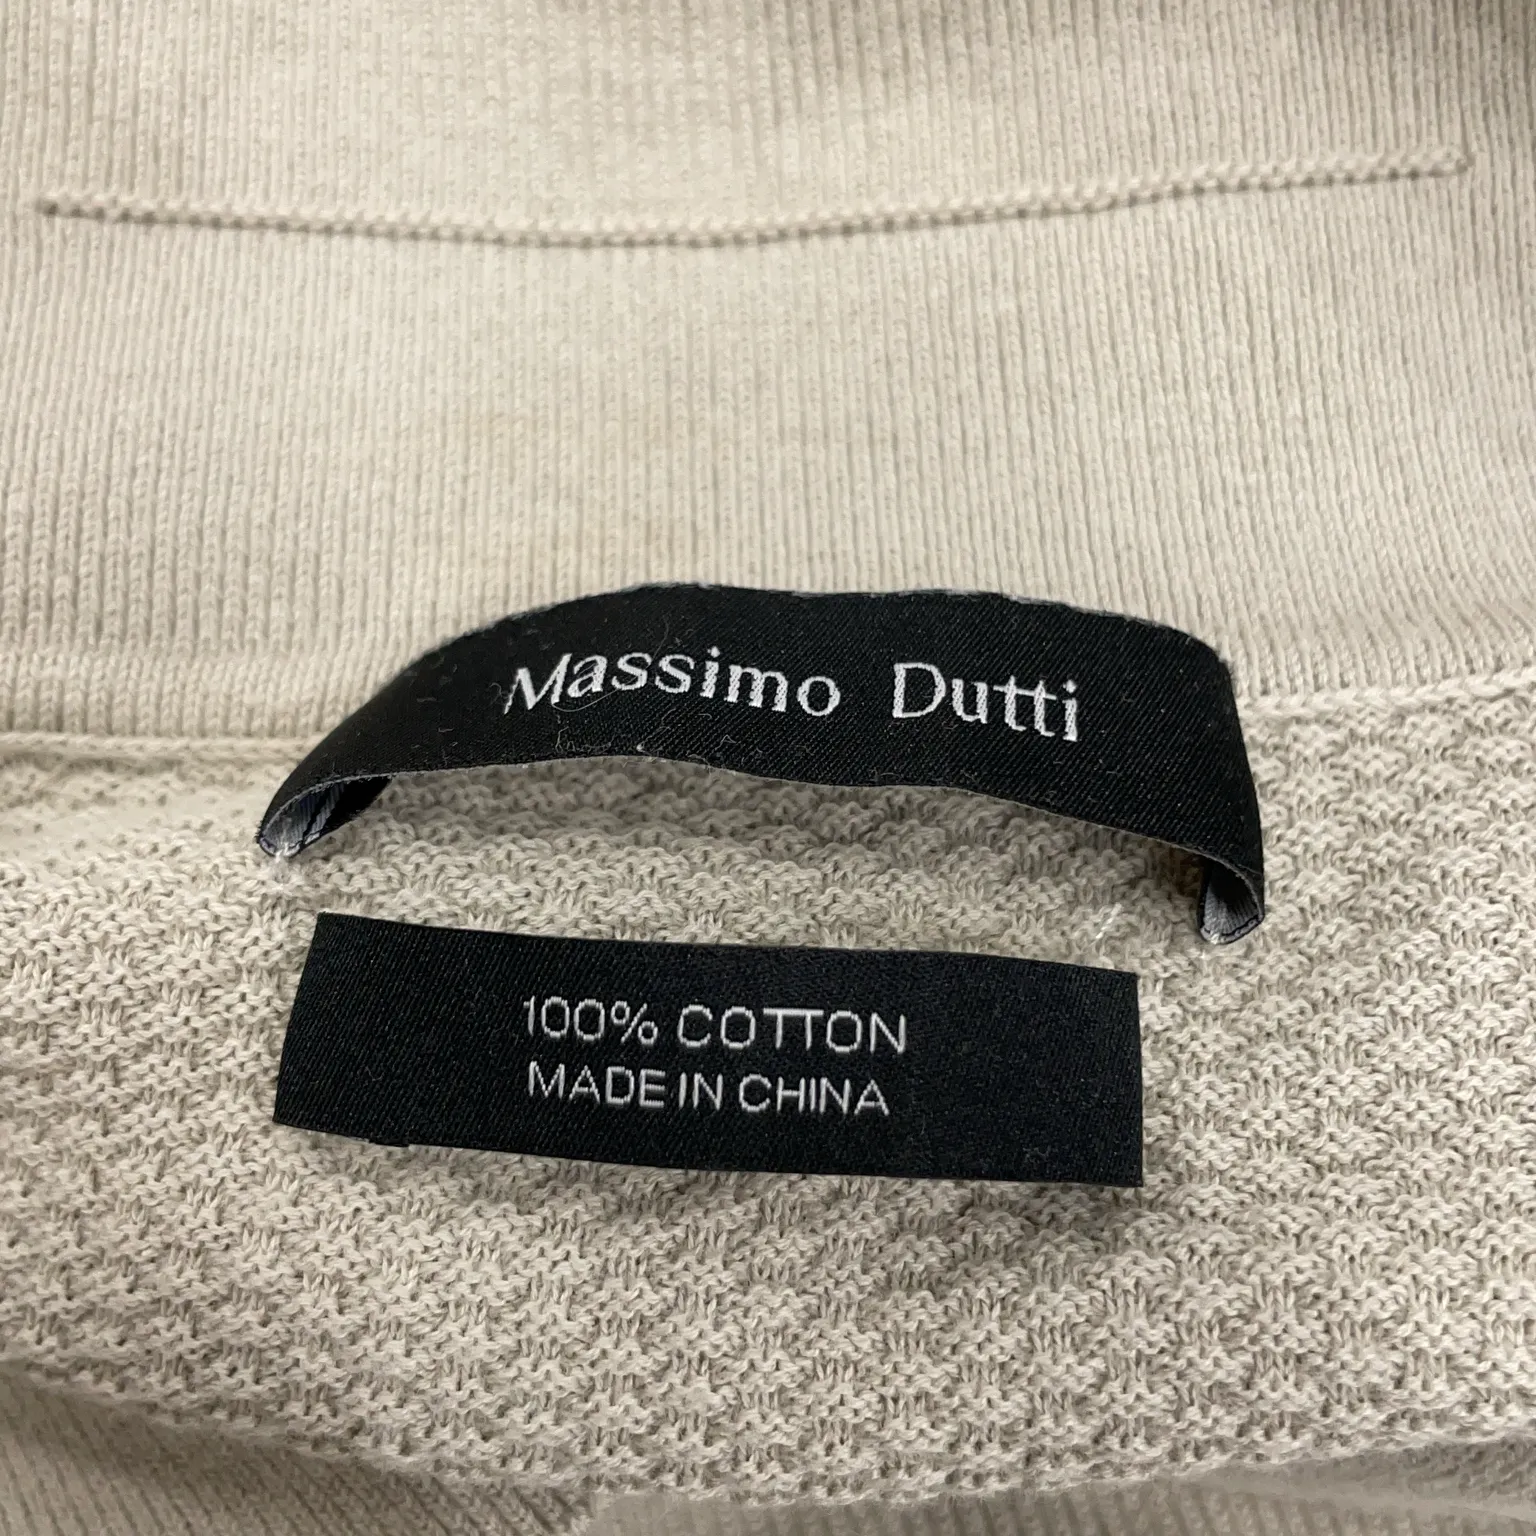 Massimo Dutti
100% COTTON
MADE IN CHINA